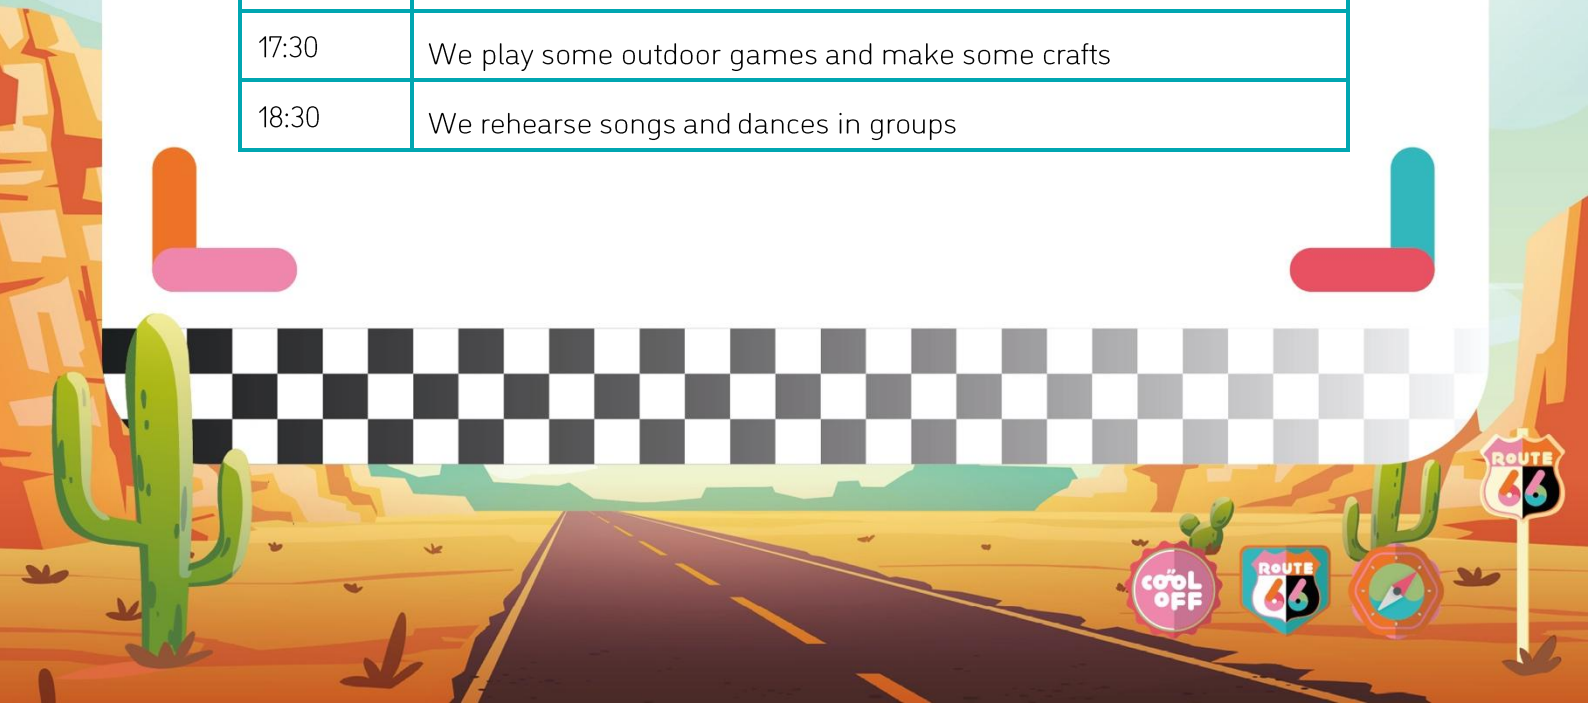 17:30
We play some outdoor games and make some crafts
18:30
We rehearse songs and dances in groups
ROUTE
66
COOL
OFF
ROUTE
66